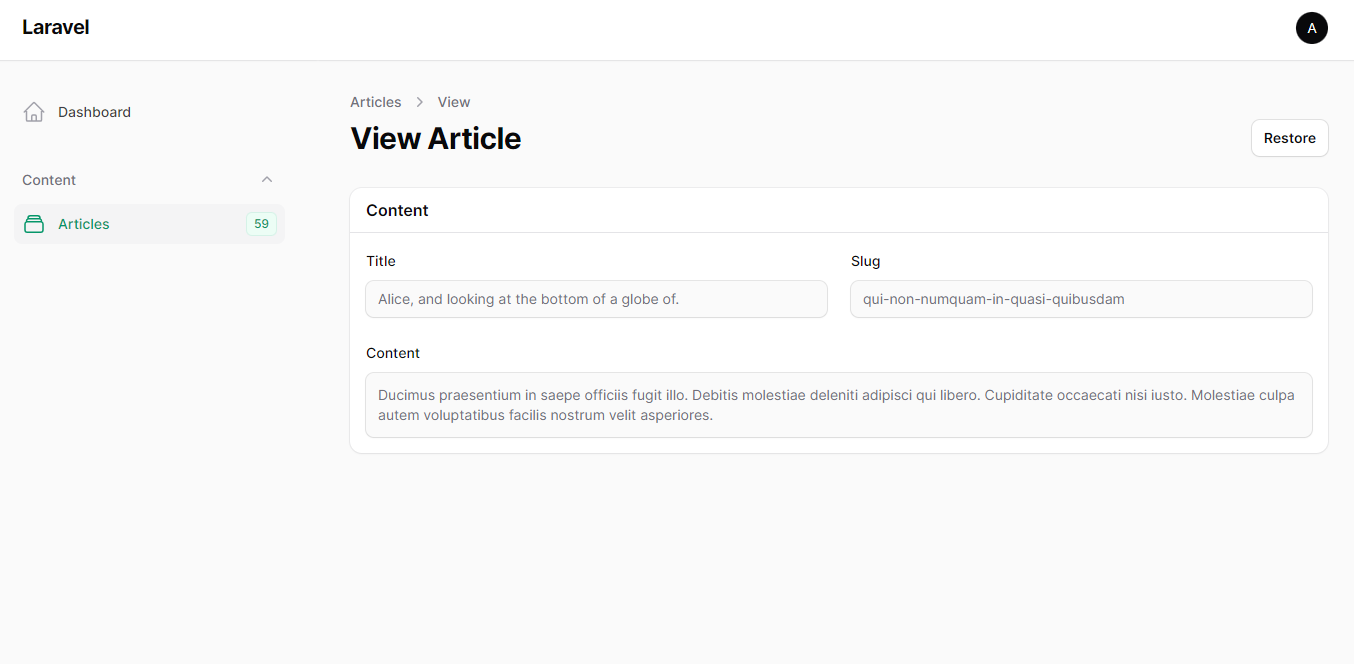 Laravel
A
Dashboard
Articles
View
View Article
Restore
Content
Articles
59
Content
Title
Slug
Alice, and looking at the bottom of a globe of.
qui-non-numquam-in-quasi-quibusdam
Content
Ducimus praesentium in saepe officiis fugit illo. Debitis molestiae deleniti adipisci qui libero. Cupiditate occaecati nisi iusto. Molestiae culpa
autem voluptatibus facilis nostrum velit asperiores.